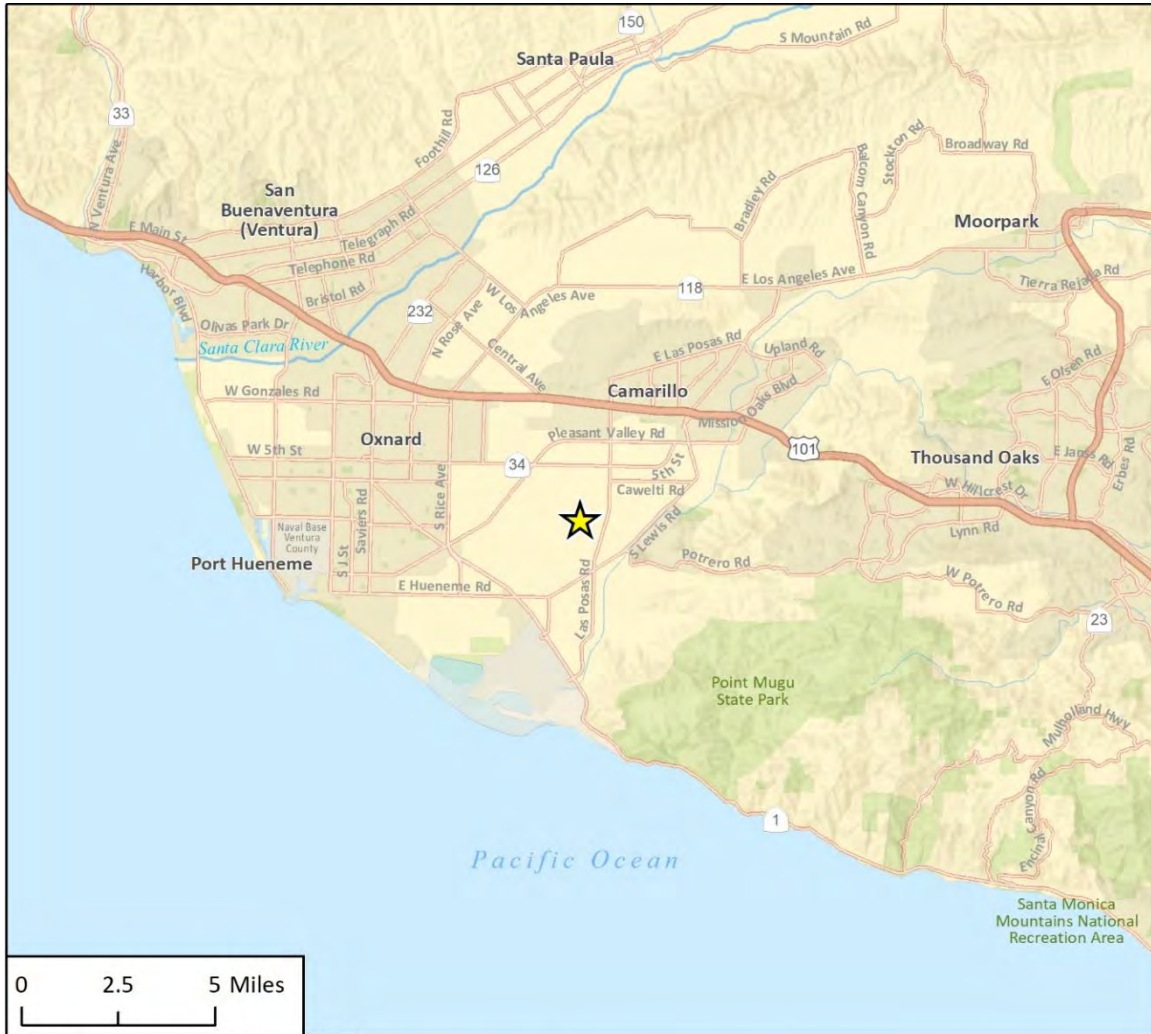 150
S Mountain Rd
Santa Paula
33
Foothill Rd
126
Stockton Rd
Broadway Rd
Balcom Canyon Rd
Bradley Rd
N Ventura Ave
San
Buenaventura
(Ventura)
Moorpark
E Main St
Telegraph Rd
Telephone Rd
Harbor Blvd
Bristol Rd
W Los Angeles Ave
118
E Los Angeles Ave
Tierra Rejada Rd
232
N Rose Ave
Olivas Park Dr
Santa Clara River
Central Ave
E Las Posas Rd
Upland Rd
E Olsen Rd
W Gonzales Rd
Camarillo
Mission Oaks Blvd
Pleasant Valley Rd
Oxnard
W 5th St
34
5th St
101
Thousand Oaks
E Janss Rd
Erbes Rd
S Rice Ave
Saviers Rd
Cawelti Rd
W Hillcrest Dr
Naval Base
Ventura
County
S Lewis Rd
Lynn Rd
Port Hueneme
S J St
Potrero Rd
E Hueneme Rd
Las Posas Rd
W Potrero Rd
23
Point Mugu
State Park
Mulholland Hwy
1
Encinal Canyon Rd
Pacific Ocean
Santa Monica
Mountains National
Recreation Area
0 2.5 5 Miles